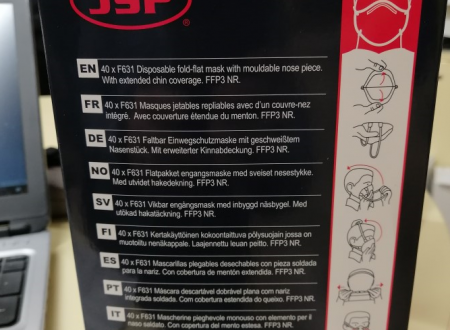 JSP
®
EN 40 x F631 Disposable fold-flat mask with mouldable nose piece.
With extended chin coverage. FFP3 NR.
FR 40 x F631 Masques jetables repliables avec d'un couvre-nez
intégré. Avec couverture étendue du menton. FFP3 NR.
DE 40 x F631 Faltbar Einwegschutzmaske mit geschweißtem
Nasenstück. Mit erweiterter Kinnabdeckung. FFP3 NR.
NO 40 x F631 Flatpakket engangsmaske med sveiset nesestykke.
Med utvidet hakedekning. FFP3 NR.
SV 40 x F631 Vikbar engångsmask med inbyggd näsbygel. Med
utökad hakatäckning. FFP3 NR.
FI 40 x F631 Kertakäyttöinen kokoontaittuva pölysuojain jossa on
muotoiltu nenäkappale. Laajennettu leuan peitto. FFP3 NR.
ES 40 x F631 Mascarillas plegables desechables con pieza soldada
para la nariz. Con cobertura de mentón extendida. FFP3 NR.
PT 40 x F631 Máscara descartável dobrável plana com nariz
integrada soldada. Com cobertura estendida do queixo. FFP3 NR.
IT 40 x F631 Mascherine pieghevole monouso con elemento per il
naso saldato. Con copertura del mento estesa. FFP3 NR.